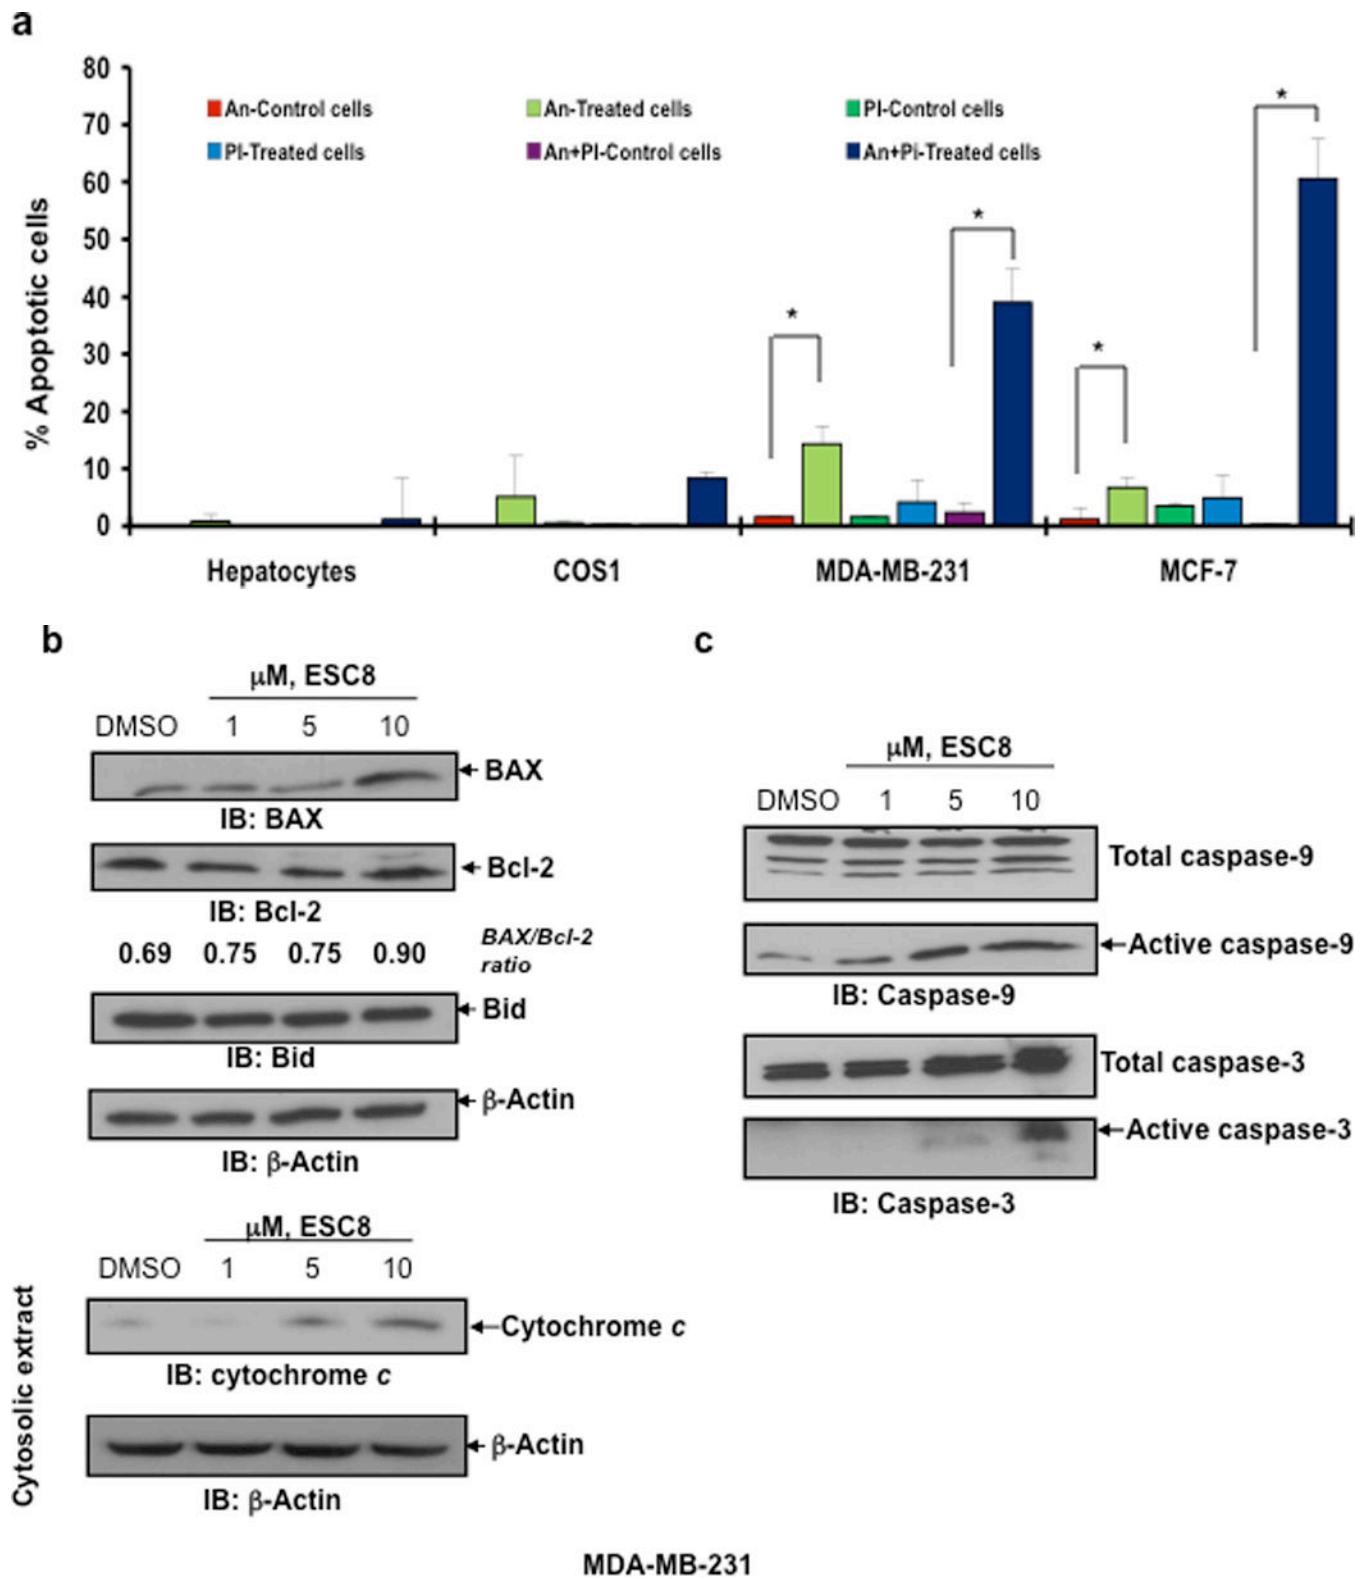 a
80
70
60
50
40
30
20
10
0
% Apoptotic cells
An-Control cells An-Treated cells PI-Control cells
PI-Treated cells An+PI-Control cells An+Pi-Treated cells
* * * *
Hepatocytes COS1 MDA-MB-231 MCF-7
b
μM, ESC8
DMSO 1 5 10
BAX
IB: BAX
Bcl-2
IB: Bcl-2
0.69 0.75 0.75 0.90 BAX/Bcl-2
ratio
Bid
IB: Bid
β-Actin
IB: β-Actin
Cytosolic extract
μM, ESC8
DMSO 1 5 10
Cytochrome c
IB: cytochrome c
β-Actin
IB: β-Actin
c
μM, ESC8
DMSO 1 5 10
Total caspase-9
Active caspase-9
IB: Caspase-9
Total caspase-3
Active caspase-3
IB: Caspase-3
MDA-MB-231